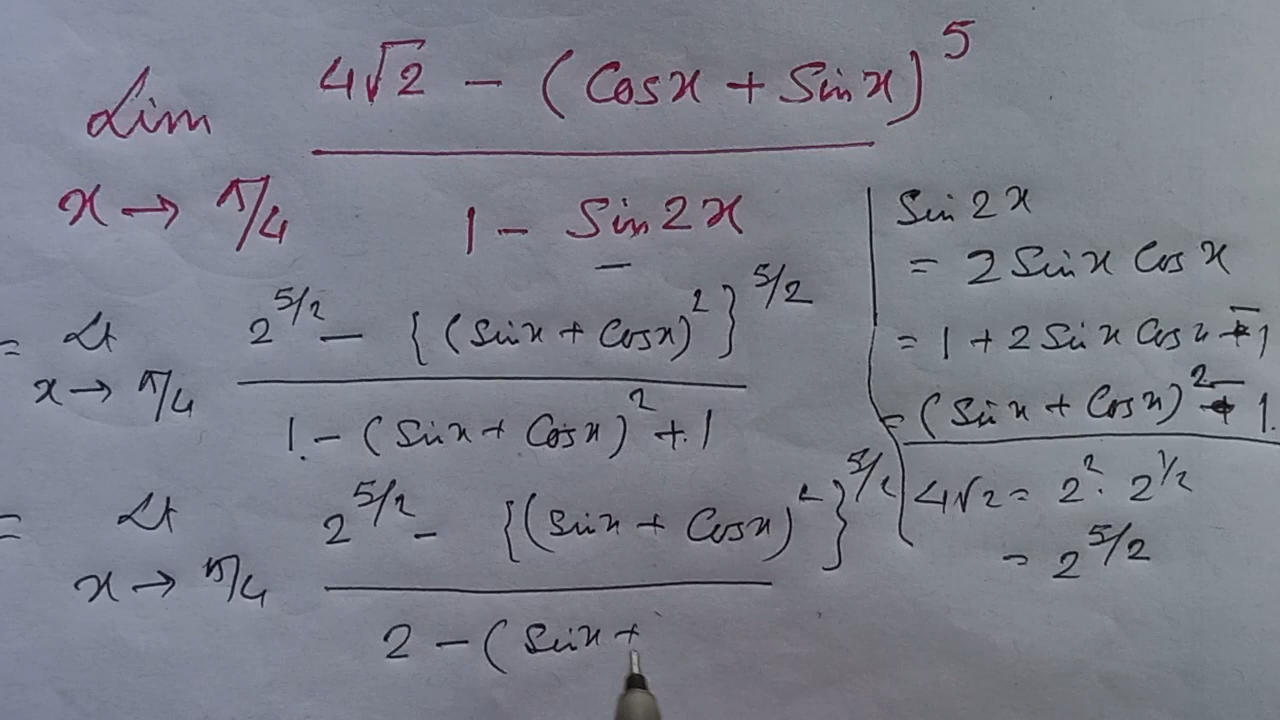 Lim x → π/4 (4√2 - (Cosx + Sinx)^5) / (1 - Sin2x)
= Lt x → π/4 (2^5/2 - {(Sinx + Cosx)^2}^5/2) / (1 - (Sinx + Cosx)^2 + 1)
= Lt x → π/4 (2^5/2 - {(Sinx + Cosx)^2}^5/2) / (2 - (Sinx +
Sin2x
= 2 Sinx Cosx
= 1 + 2 Sinx Cosx - 1
= (Sinx + Cosx)^2 - 1.
4√2 = 2^2 . 2^1/2
= 2^5/2